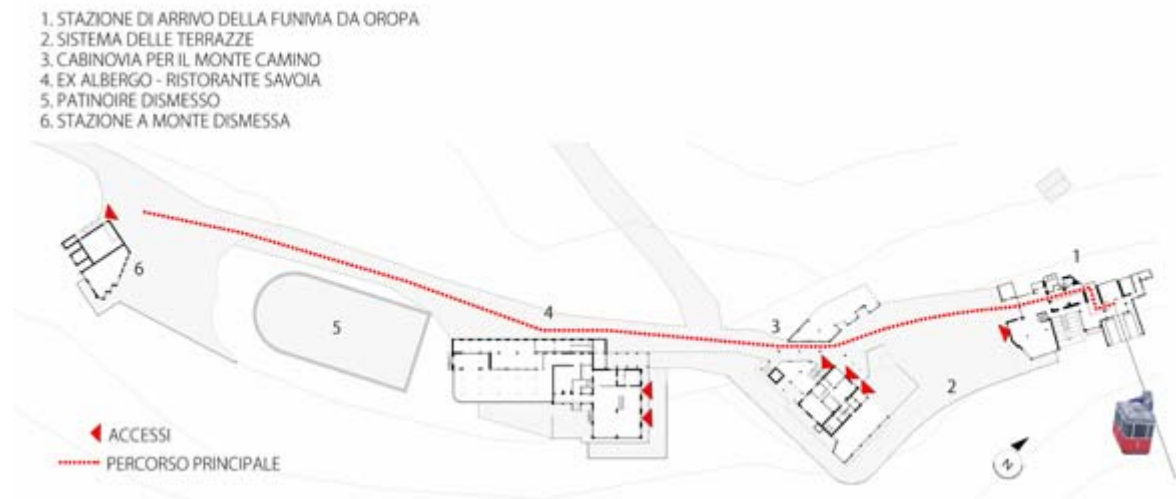 1. STAZIONE DI ARRIVO DELLA FUNIVIA DA OROPA
2. SISTEMA DELLE TERRAZZE
3. CABINOVIA PER IL MONTE CAMINO
4. EX ALBERGO - RISTORANTE SAVOIA
5. PATINOIRE DISMESSO
6. STAZIONE A MONTE DISMESSA
1
6
4
3
5
2
ACCESSI
PERCORSO PRINCIPALE
N